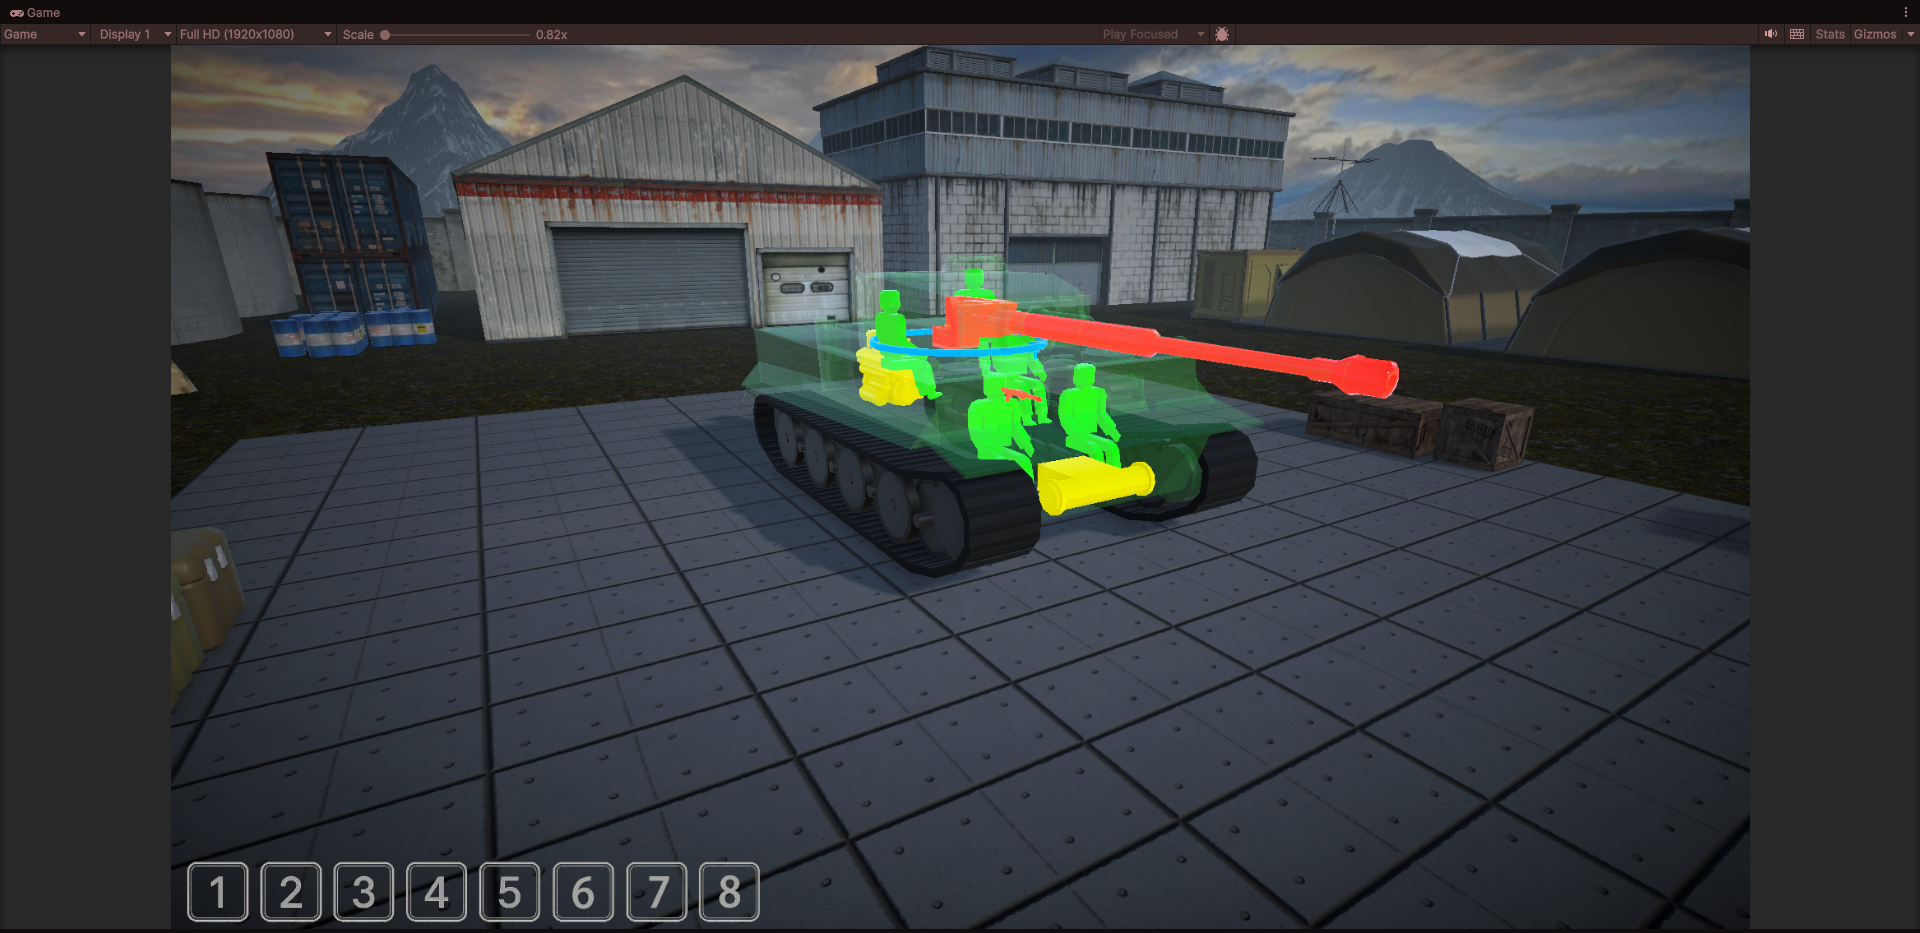 Game
Game Display 1 Full HD (1920x1080) Scale 0.82x Play Focused Stats Gizmos
1 2 3 4 5 6 7 8